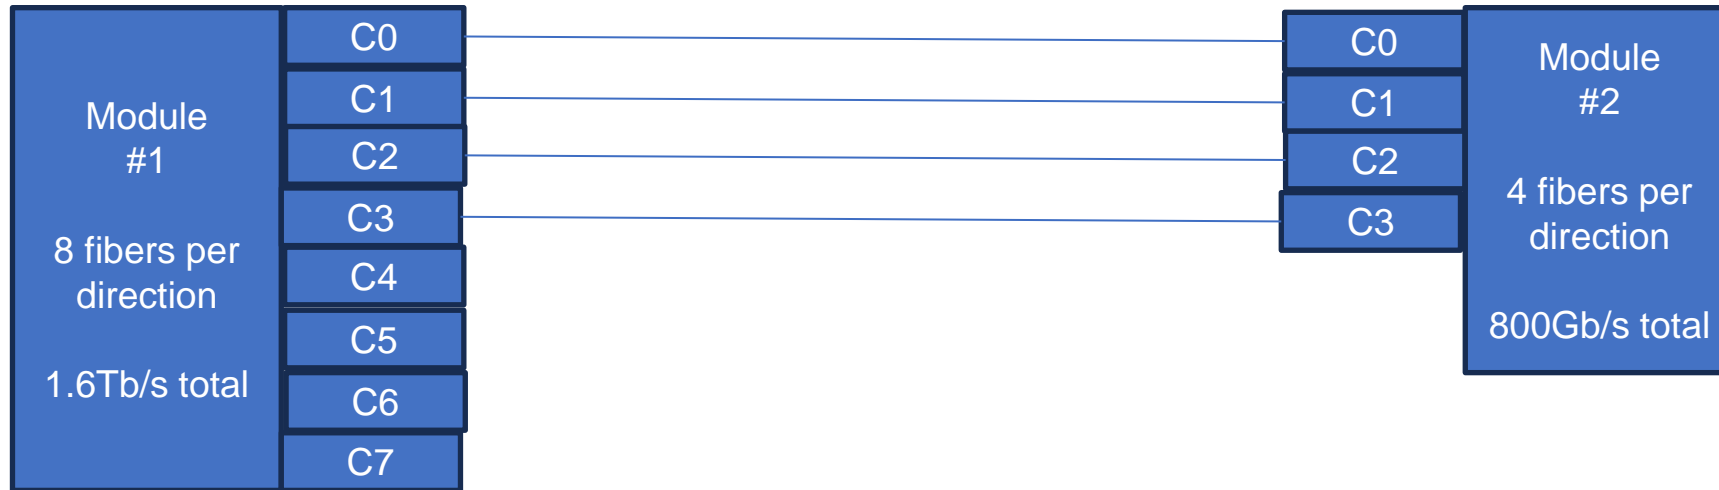 Module
#1
8 fibers per
direction
1.6Tb/s total
C0
C1
C2
C3
C4
C5
C6
C7
C0
C1
C2
C3
Module
#2
4 fibers per
direction
800Gb/s total